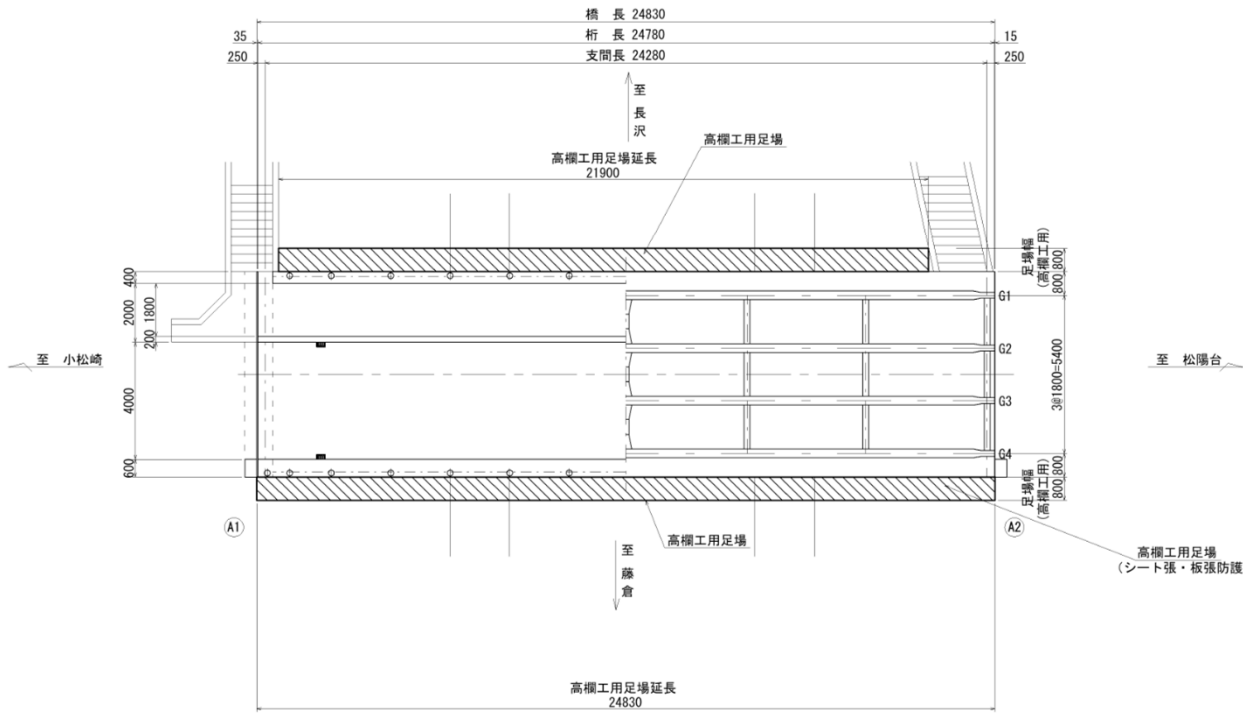 橋 長 24830
35
桁 長 24780
15
250
支間長 24280
250
至 長沢
高欄工用足場
高欄工用足場延長
21900
足場幅
(高欄工用)
800
800
400
2000
1800
200
4000
600
G1
G2
G3
G4
3@1800=5400
至 小松崎
至 松陽台
足場幅
(高欄工用)
800
800
A1
A2
高欄工用足場
至 藤倉
高欄工用足場
(シート張・板張防護
高欄工用足場延長
24830